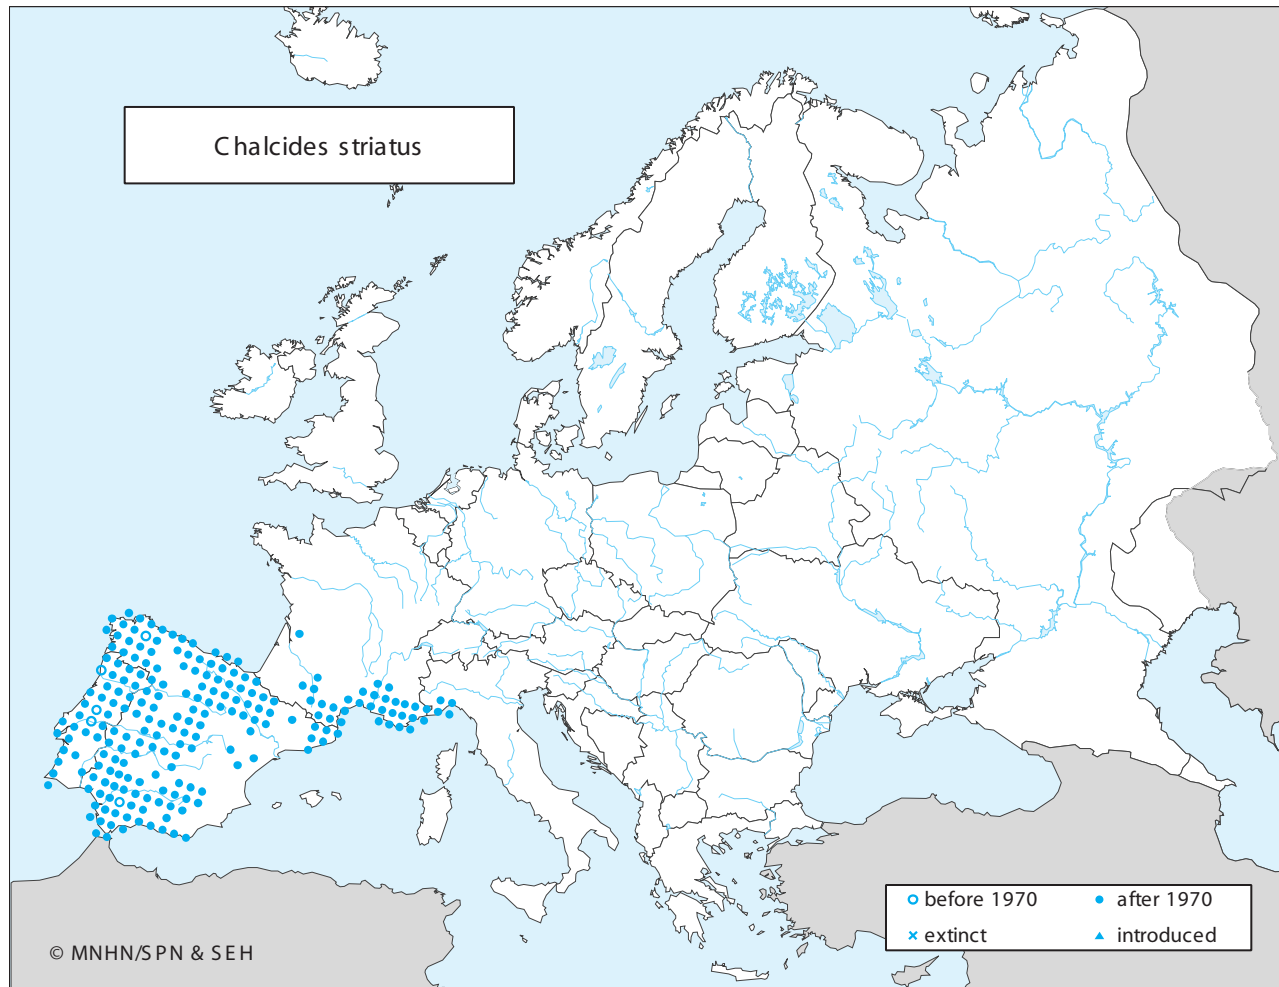 Chalcides striatus
before 1970
after 1970
extinct
introduced
© MNHN/SPN & SEH